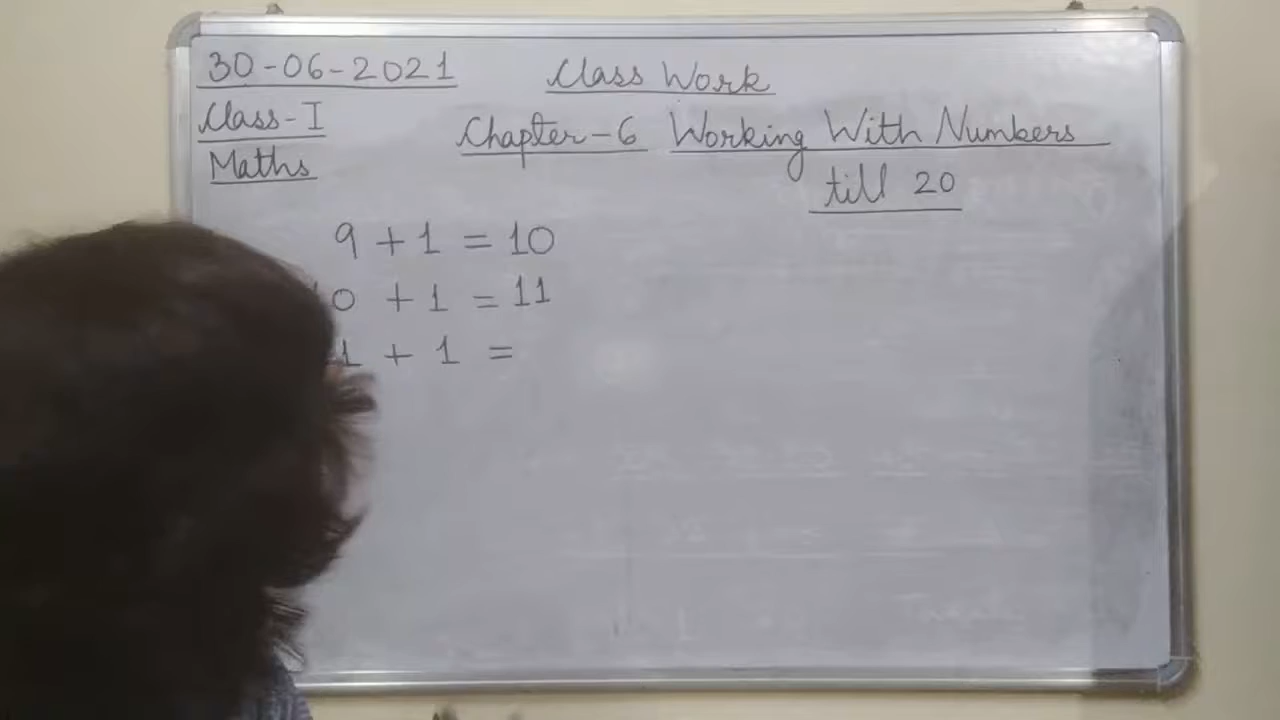 30-06-2021 Class Work
Class-I
Chapter-6 Working With Numbers
Maths
till 20
9 + 1 = 10
10 + 1 = 11
1 + 1 =